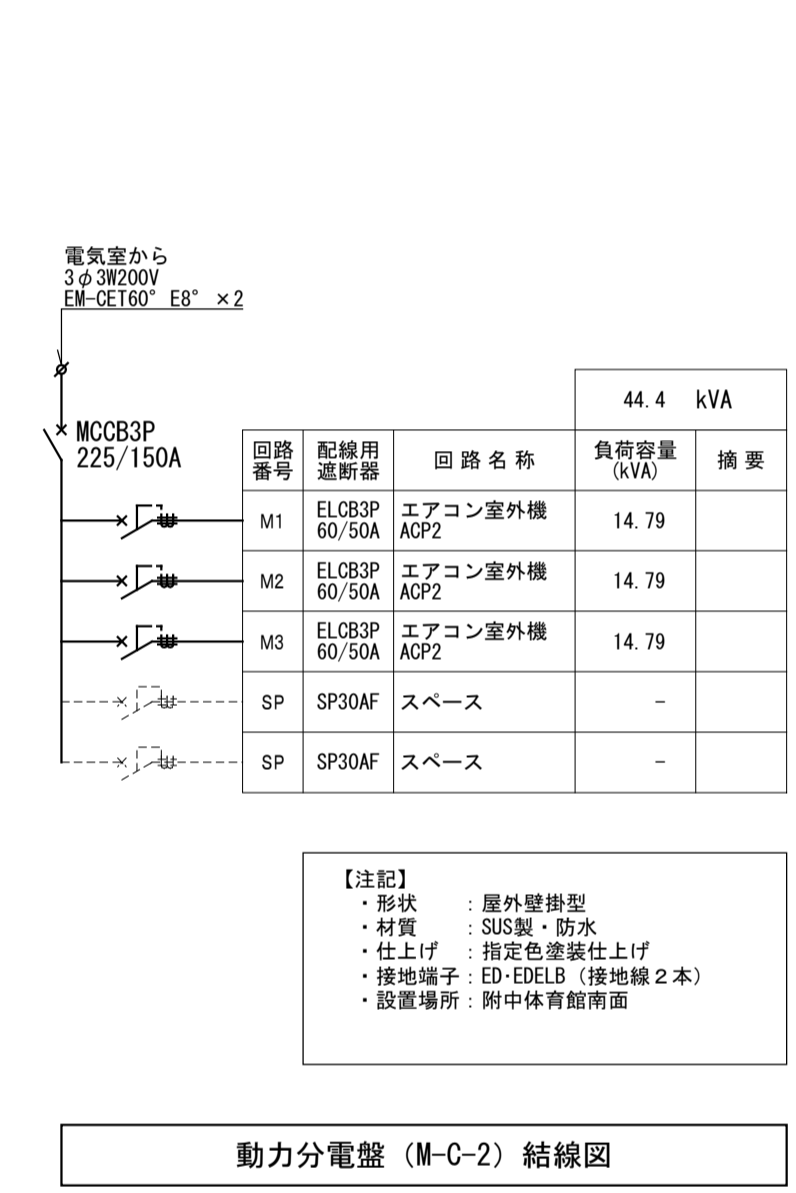 電気室から
3φ3W200V
EM-CET60° E8° ×2
MCCB3P
225/150A
44.4 kVA
回路番号 配線用遮断器 回路名称 負荷容量(kVA) 摘要
M1 ELCB3P 60/50A エアコン室外機 ACP2 14.79
M2 ELCB3P 60/50A エアコン室外機 ACP2 14.79
M3 ELCB3P 60/50A エアコン室外機 ACP2 14.79
SP SP30AF スペース －
SP SP30AF スペース －
【注記】
・形状 ：屋外壁掛型
・材質 ：SUS製・防水
・仕上げ ：指定色塗装仕上げ
・接地端子：ED･EDELB（接地線２本）
・設置場所：附中体育館南面
動力分電盤（M-C-2）結線図